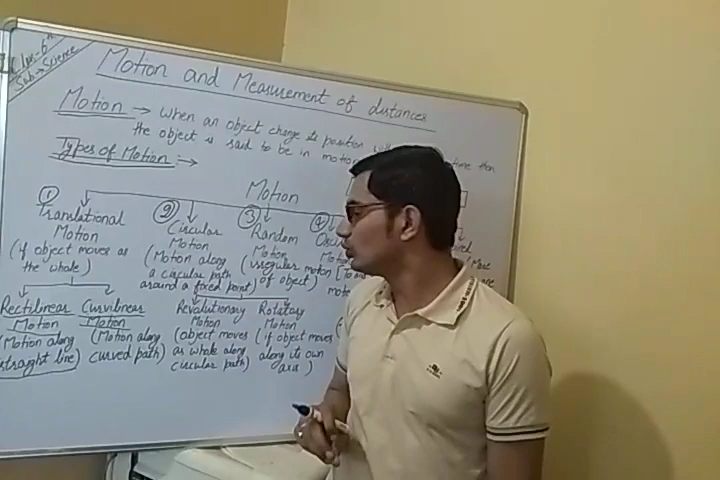 Class-6th
Sub → Science
Motion and Measurement of distances
Motion → When an object change its position
the object is said to be in motion
time then
Types of Motion :→
Motion
① Translational Motion
(if object moves as the whole)
② Circular Motion
(Motion along a circular path around a fixed point)
③ Random Motion
(irregular motion of object)
④
Rectilinear Motion
(Motion along straight line)
Curvilinear Motion
(Motion along curved path)
Revolutionary Motion
(object moves as whole along circular path)
Rotatary Motion
(if object moves along its own axis)